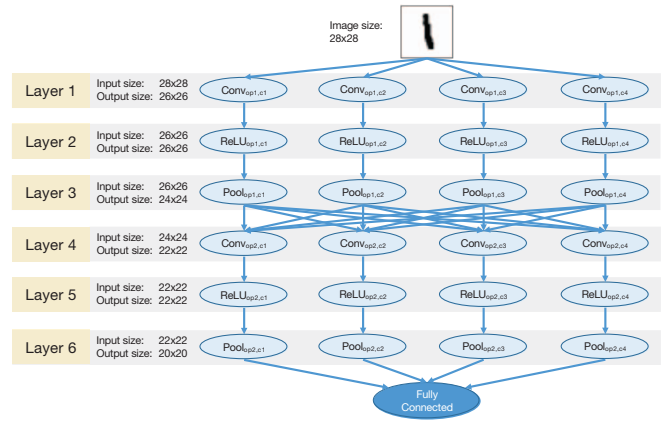 Image size:
28x28
Layer 1
Input size: 28x28
Output size: 26x26
Conv op1,c1
Conv op1,c2
Conv op1,c3
Conv op1,c4
Layer 2
Input size: 26x26
Output size: 26x26
ReLU op1,c1
ReLU op1,c2
ReLU op1,c3
ReLU op1,c4
Layer 3
Input size: 26x26
Output size: 24x24
Pool op1,c1
Pool op1,c2
Pool op1,c3
Pool op1,c4
Layer 4
Input size: 24x24
Output size: 22x22
Conv op2,c1
Conv op2,c2
Conv op2,c3
Conv op2,c4
Layer 5
Input size: 22x22
Output size: 22x22
ReLU op2,c1
ReLU op2,c2
ReLU op2,c3
ReLU op2,c4
Layer 6
Input size: 22x22
Output size: 20x20
Pool op2,c1
Pool op2,c2
Pool op2,c3
Pool op2,c4
Fully
Connected